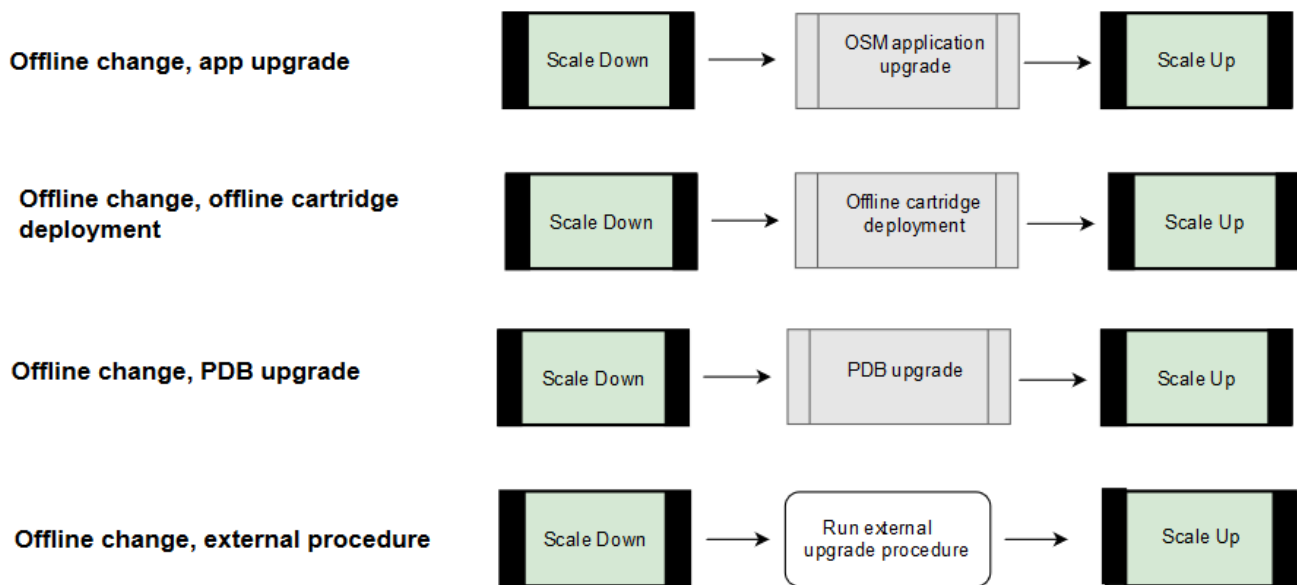 Offline change, app upgrade
Scale Down
OSM application
upgrade
Scale Up
Offline change, offline cartridge
deployment
Scale Down
Offline cartridge
deployment
Scale Up
Offline change, PDB upgrade
Scale Down
PDB upgrade
Scale Up
Offline change, external procedure
Scale Down
Run external
upgrade procedure
Scale Up